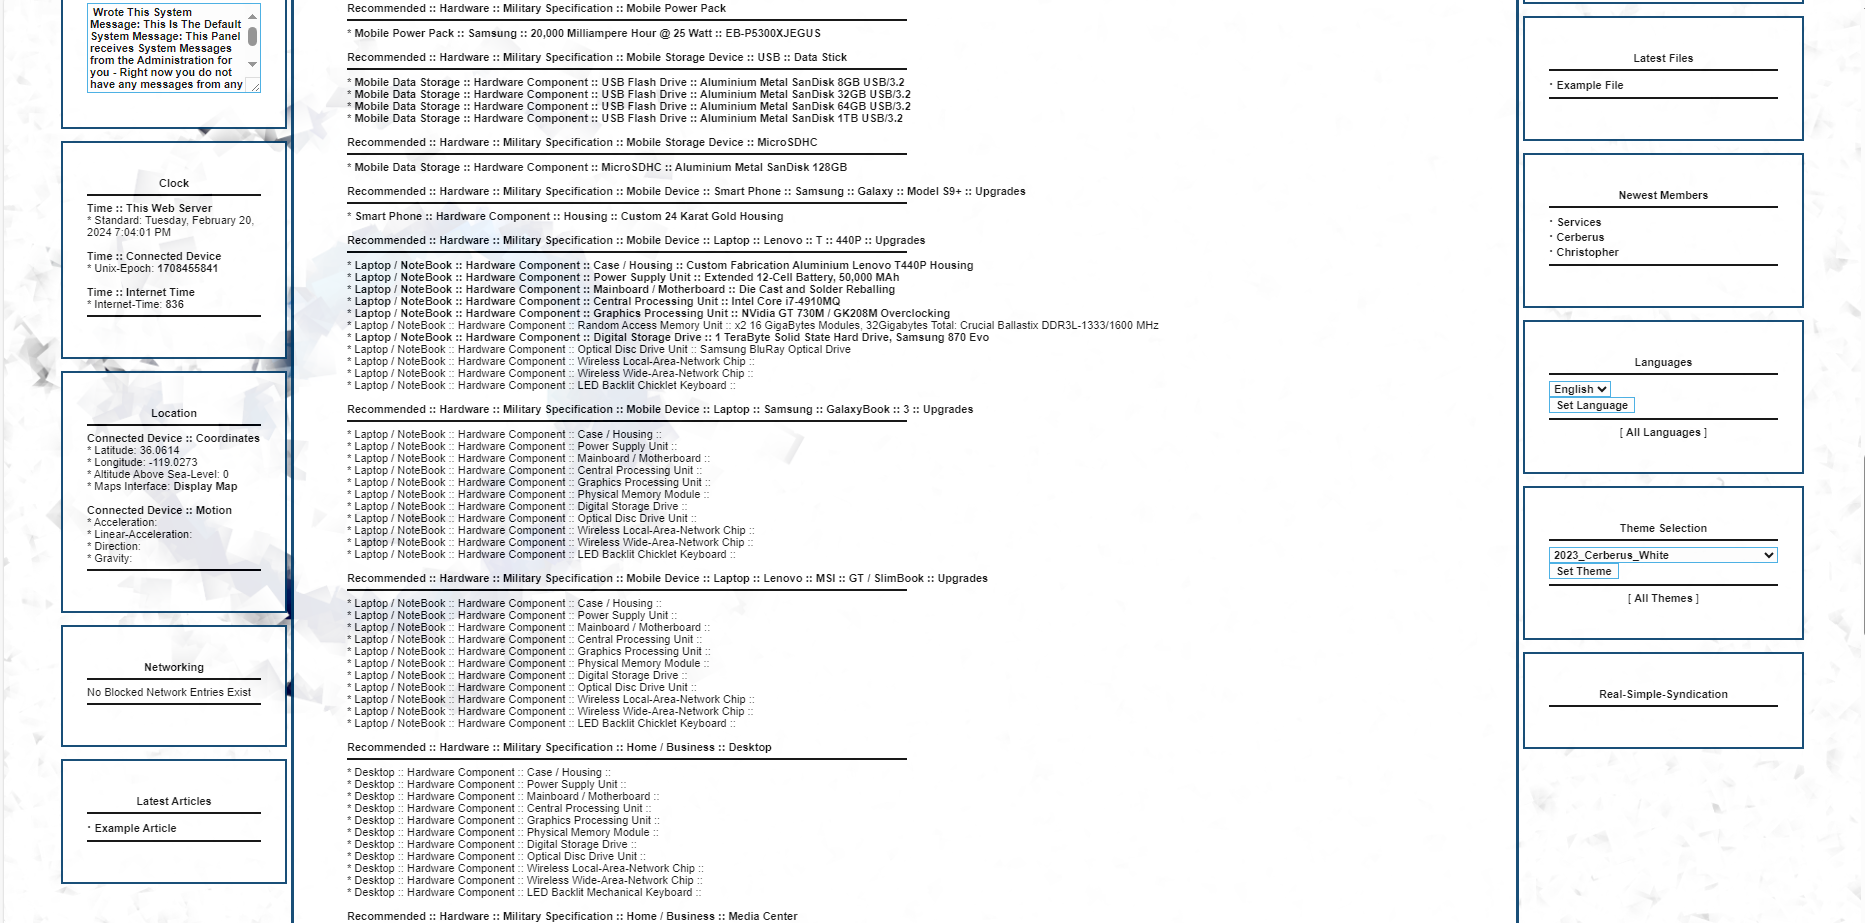 Wrote This System
Message: This Is The Default
System Message: This Panel
receives System Messages
from the Administration for
you - Right now you do not
have any messages from any
Clock
Time :: This Web Server
* Standard: Tuesday, February 20,
2024 7:04:01 PM
Time :: Connected Device
* Unix-Epoch: 1708455841
Time :: Internet Time
* Internet-Time: 836
Location
Connected Device :: Coordinates
* Latitude: 36.0614
* Longitude: -119.0273
* Altitude Above Sea-Level: 0
* Maps Interface: Display Map
Connected Device :: Motion
* Acceleration:
* Linear-Acceleration:
* Direction:
* Gravity:
Networking
No Blocked Network Entries Exist
Latest Articles
· Example Article
Recommended :: Hardware :: Military Specification :: Mobile Power Pack
* Mobile Power Pack :: Samsung :: 20,000 Milliampere Hour @ 25 Watt :: EB-P5300XJEGUS
Recommended :: Hardware :: Military Specification :: Mobile Storage Device :: USB :: Data Stick
* Mobile Data Storage :: Hardware Component :: USB Flash Drive :: Aluminium Metal SanDisk 8GB USB/3.2
* Mobile Data Storage :: Hardware Component :: USB Flash Drive :: Aluminium Metal SanDisk 32GB USB/3.2
* Mobile Data Storage :: Hardware Component :: USB Flash Drive :: Aluminium Metal SanDisk 64GB USB/3.2
* Mobile Data Storage :: Hardware Component :: USB Flash Drive :: Aluminium Metal SanDisk 1TB USB/3.2
Recommended :: Hardware :: Military Specification :: Mobile Storage Device :: MicroSDHC
* Mobile Data Storage :: Hardware Component :: MicroSDHC :: Aluminium Metal SanDisk 128GB
Recommended :: Hardware :: Military Specification :: Mobile Device :: Smart Phone :: Samsung :: Galaxy :: Model S9+ :: Upgrades
* Smart Phone :: Hardware Component :: Housing :: Custom 24 Karat Gold Housing
Recommended :: Hardware :: Military Specification :: Mobile Device :: Laptop :: Lenovo :: T :: 440P :: Upgrades
* Laptop / NoteBook :: Hardware Component :: Case / Housing :: Custom Fabrication Aluminium Lenovo T440P Housing
* Laptop / NoteBook :: Hardware Component :: Power Supply Unit :: Extended 12-Cell Battery, 50,000 MAh
* Laptop / NoteBook :: Hardware Component :: Mainboard / Motherboard :: Die Cast and Solder Reballing
* Laptop / NoteBook :: Hardware Component :: Central Processing Unit :: Intel Core i7-4910MQ
* Laptop / NoteBook :: Hardware Component :: Graphics Processing Unit :: NVidia GT 730M / GK208M Overclocking
* Laptop / NoteBook :: Hardware Component :: Random Access Memory Unit :: x2 16 GigaBytes Modules, 32Gigabytes Total: Crucial Ballastix DDR3L-1333/1600 MHz
* Laptop / NoteBook :: Hardware Component :: Digital Storage Drive :: 1 TeraByte Solid State Hard Drive, Samsung 870 Evo
* Laptop / NoteBook :: Hardware Component :: Optical Disc Drive Unit :: Samsung BluRay Optical Drive
* Laptop / NoteBook :: Hardware Component :: Wireless Local-Area-Network Chip ::
* Laptop / NoteBook :: Hardware Component :: Wireless Wide-Area-Network Chip ::
* Laptop / NoteBook :: Hardware Component :: LED Backlit Chicklet Keyboard ::
Recommended :: Hardware :: Military Specification :: Mobile Device :: Laptop :: Samsung :: GalaxyBook :: 3 :: Upgrades
* Laptop / NoteBook :: Hardware Component :: Case / Housing ::
* Laptop / NoteBook :: Hardware Component :: Power Supply Unit ::
* Laptop / NoteBook :: Hardware Component :: Mainboard / Motherboard ::
* Laptop / NoteBook :: Hardware Component :: Central Processing Unit ::
* Laptop / NoteBook :: Hardware Component :: Graphics Processing Unit ::
* Laptop / NoteBook :: Hardware Component :: Physical Memory Module ::
* Laptop / NoteBook :: Hardware Component :: Digital Storage Drive ::
* Laptop / NoteBook :: Hardware Component :: Optical Disc Drive Unit ::
* Laptop / NoteBook :: Hardware Component :: Wireless Local-Area-Network Chip ::
* Laptop / NoteBook :: Hardware Component :: Wireless Wide-Area-Network Chip ::
* Laptop / NoteBook :: Hardware Component :: LED Backlit Chicklet Keyboard ::
Recommended :: Hardware :: Military Specification :: Mobile Device :: Laptop :: Lenovo :: MSI :: GT / SlimBook :: Upgrades
* Laptop / NoteBook :: Hardware Component :: Case / Housing ::
* Laptop / NoteBook :: Hardware Component :: Power Supply Unit ::
* Laptop / NoteBook :: Hardware Component :: Mainboard / Motherboard ::
* Laptop / NoteBook :: Hardware Component :: Central Processing Unit ::
* Laptop / NoteBook :: Hardware Component :: Graphics Processing Unit ::
* Laptop / NoteBook :: Hardware Component :: Physical Memory Module ::
* Laptop / NoteBook :: Hardware Component :: Digital Storage Drive ::
* Laptop / NoteBook :: Hardware Component :: Optical Disc Drive Unit ::
* Laptop / NoteBook :: Hardware Component :: Wireless Local-Area-Network Chip ::
* Laptop / NoteBook :: Hardware Component :: Wireless Wide-Area-Network Chip ::
* Laptop / NoteBook :: Hardware Component :: LED Backlit Chicklet Keyboard ::
Recommended :: Hardware :: Military Specification :: Home / Business :: Desktop
* Desktop :: Hardware Component :: Case / Housing ::
* Desktop :: Hardware Component :: Power Supply Unit ::
* Desktop :: Hardware Component :: Mainboard / Motherboard ::
* Desktop :: Hardware Component :: Central Processing Unit ::
* Desktop :: Hardware Component :: Graphics Processing Unit ::
* Desktop :: Hardware Component :: Physical Memory Module ::
* Desktop :: Hardware Component :: Digital Storage Drive ::
* Desktop :: Hardware Component :: Optical Disc Drive Unit ::
* Desktop :: Hardware Component :: Wireless Local-Area-Network Chip ::
* Desktop :: Hardware Component :: Wireless Wide-Area-Network Chip ::
* Desktop :: Hardware Component :: LED Backlit Mechanical Keyboard ::
Recommended :: Hardware :: Military Specification :: Home / Business :: Media Center
Latest Files
· Example File
Newest Members
· Services
· Cerberus
· Christopher
Languages
English
Set Language
[ All Languages ]
Theme Selection
2023_Cerberus_White
Set Theme
[ All Themes ]
Real-Simple-Syndication